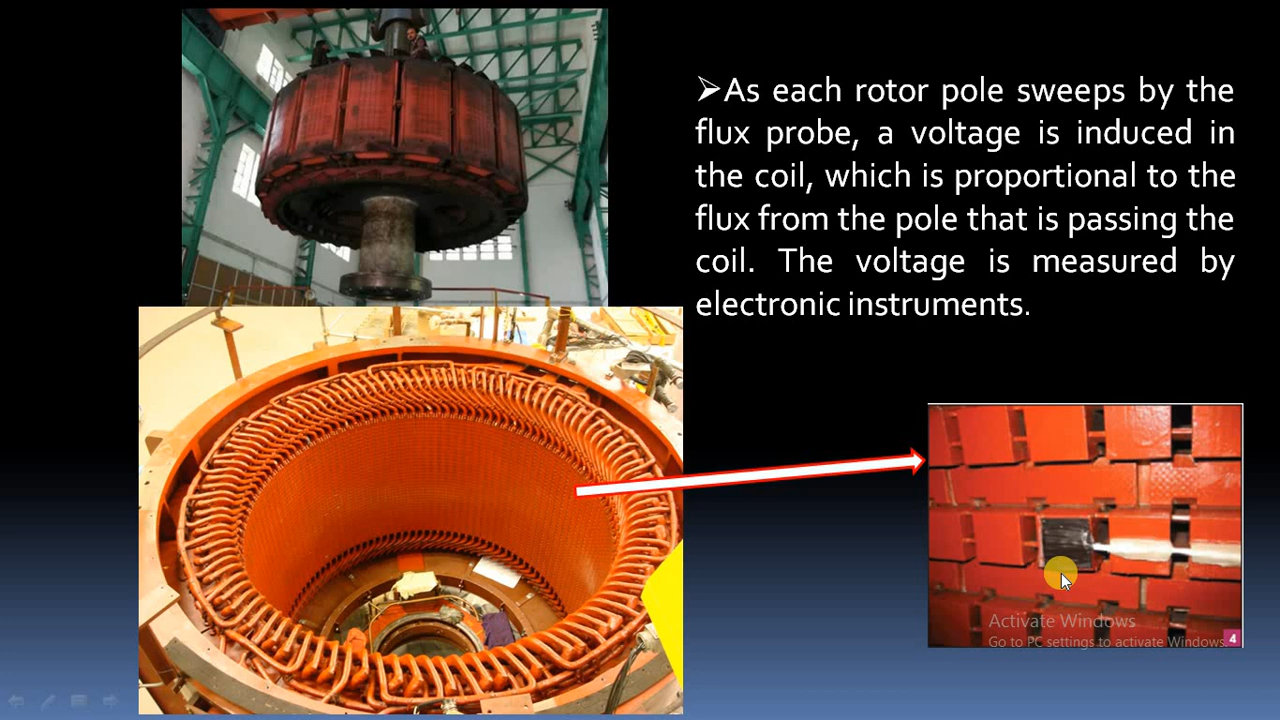 ➢As each rotor pole sweeps by the
flux probe, a voltage is induced in
the coil, which is proportional to the
flux from the pole that is passing the
coil. The voltage is measured by
electronic instruments.
Activate Windows
Go to PC settings to activate Windows.
4